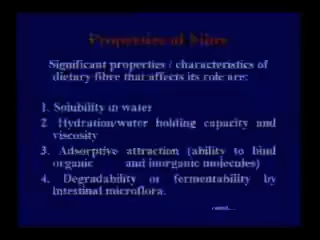 Properties of Fibre
Significant properties / characteristics of
dietary fibre that affects its role are:
1. Solubility in water
2. Hydration/water holding capacity and
viscosity
3. Adsorptive attraction (ability to bind
organic and inorganic molecules)
4. Degradability or fermentability by
intestinal microflora.
contd....